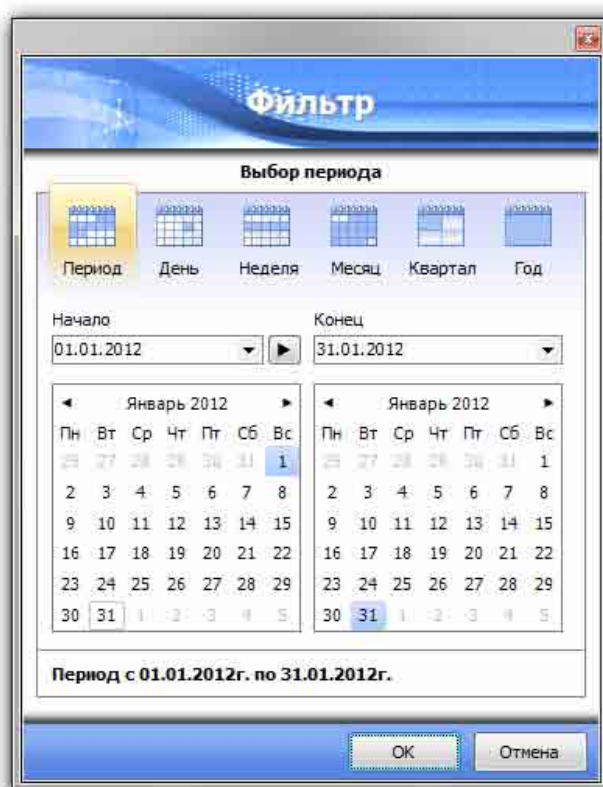 Фильтр
Выбор периода
Период День Неделя Месяц Квартал Год
Начало Конец
01.01.2012 31.01.2012
Январь 2012 Январь 2012
Пн Вт Ср Чт Пт Сб Вс Пн Вт Ср Чт Пт Сб Вс
26 27 28 29 30 31 1 26 27 28 29 30 31 1
2 3 4 5 6 7 8 2 3 4 5 6 7 8
9 10 11 12 13 14 15 9 10 11 12 13 14 15
16 17 18 19 20 21 22 16 17 18 19 20 21 22
23 24 25 26 27 28 29 23 24 25 26 27 28 29
30 31 1 2 3 4 5 30 31 1 2 3 4 5
Период с 01.01.2012г. по 31.01.2012г.
OK Отмена